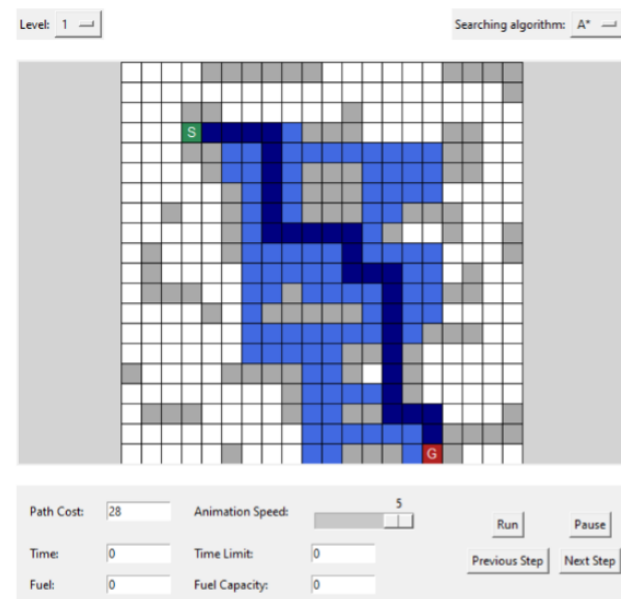 Level: 1 Searching algorithm: A*
S
G
Path Cost: 28 Animation Speed: 5
Run Pause
Time: 0 Time Limit: 0
Previous Step Next Step
Fuel: 0 Fuel Capacity: 0